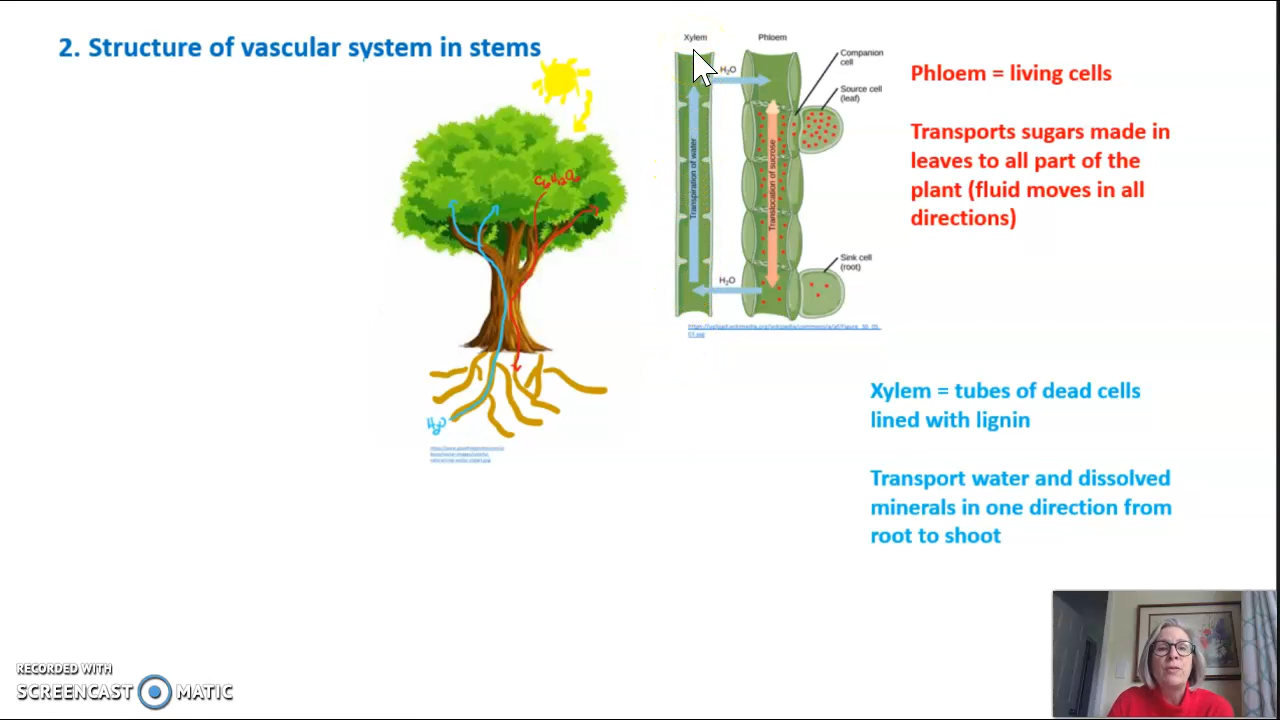 2. Structure of vascular system in stems
Xylem
Phloem
Companion
cell
H₂O
Source cell
(leaf)
Transpiration of water
Translocation of sucrose
H₂O
Sink cell
(root)
Phloem = living cells
Transports sugars made in
leaves to all part of the
plant (fluid moves in all
directions)
H₂O
Xylem = tubes of dead cells
lined with lignin
Transport water and dissolved
minerals in one direction from
root to shoot
RECORDED WITH
SCREENCAST MATIC